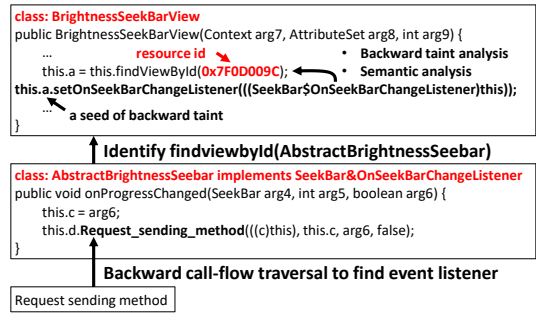 class: BrightnessSeekBarView
public BrightnessSeekBarView(Context arg7, AttributeSet arg8, int arg9) {
... resource id • Backward taint analysis
this.a = this.findViewById(0x7F0D009C); • Semantic analysis
this.a.setOnSeekBarChangeListener(((SeekBar$OnSeekBarChangeListener)this));
... a seed of backward taint
}
Identify findviewbyId(AbstractBrightnessSeebar)
class: AbstractBrightnessSeebar implements SeekBar&OnSeekBarChangeListener
public void onProgressChanged(SeekBar arg4, int arg5, boolean arg6) {
this.c = arg6;
this.d.Request_sending_method(((c)this), this.c, arg6, false);
}
Backward call-flow traversal to find event listener
Request sending method